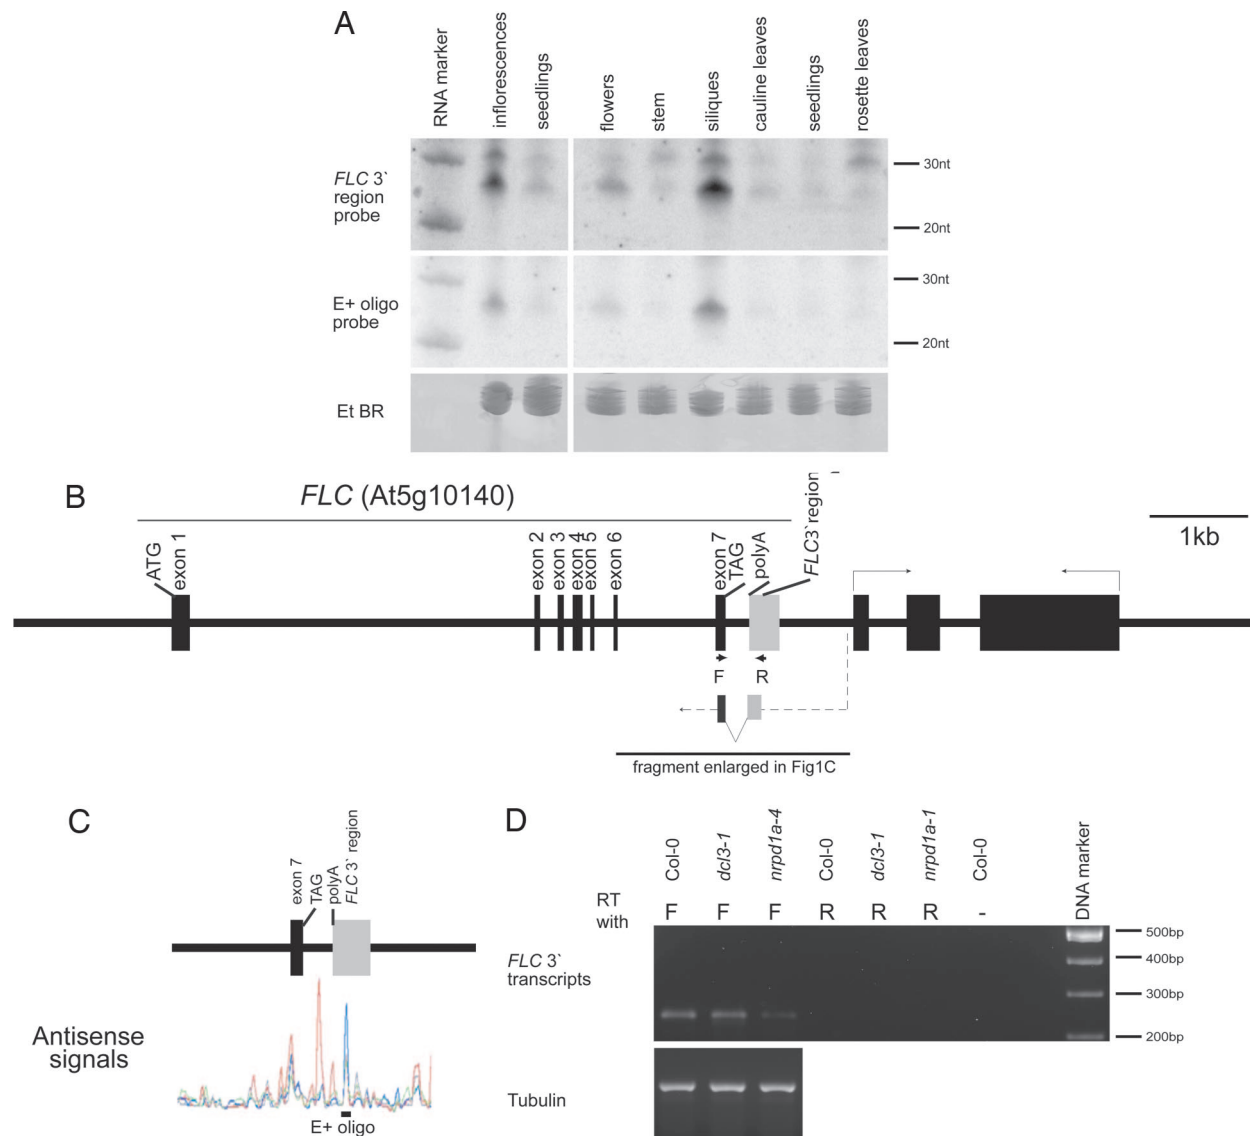 A
RNA marker
inflorescences
seedlings
flowers
stem
siliques
cauline leaves
seedlings
rosette leaves
FLC 3`
region
probe
30nt
20nt
E+ oligo
probe
30nt
20nt
Et BR
B
FLC (At5g10140)
ATG
exon 1
exon 2
exon 3
exon 4
exon 5
exon 6
exon 7
TAG
polyA
FLC3`region
1kb
F
R
fragment enlarged in Fig1C
C
exon 7
TAG
polyA
FLC 3` region
Antisense
signals
E+ oligo
D
Col-0
dcl3-1
nrpd1a-4
Col-0
dcl3-1
nrpd1a-1
Col-0
DNA marker
RT
with
F
F
F
R
R
R
-
FLC 3`
transcripts
500bp
400bp
300bp
200bp
Tubulin